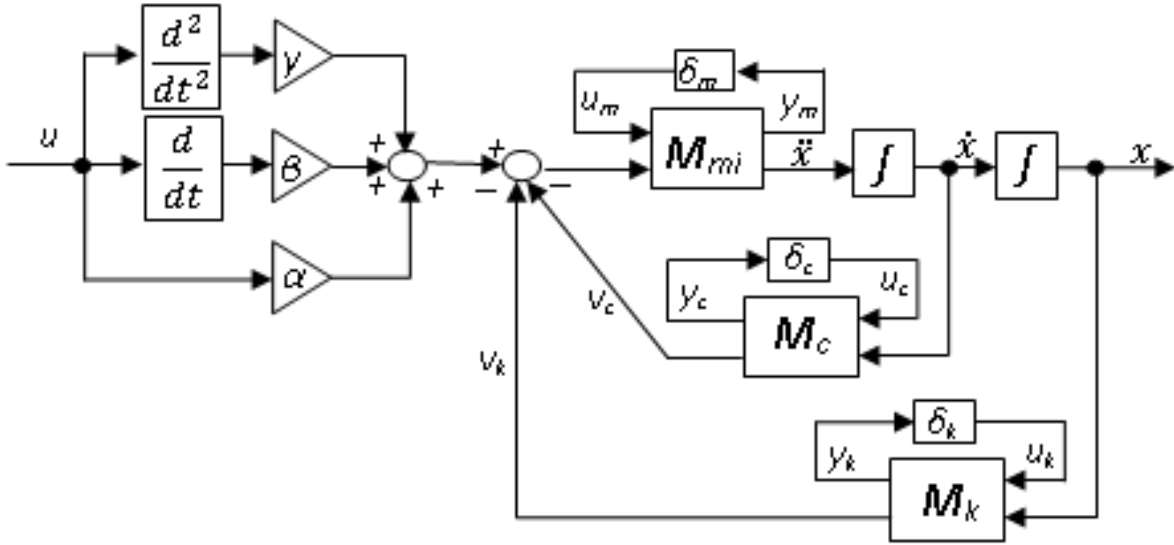 d²
dt²
γ
δm
um
ym
u
d
dt
β
+
+
+
+
+
−
−
Mmi
ẍ
∫
ẋ
∫
x
α
vc
δc
yc
uc
Mc
vk
δk
yk
uk
Mk